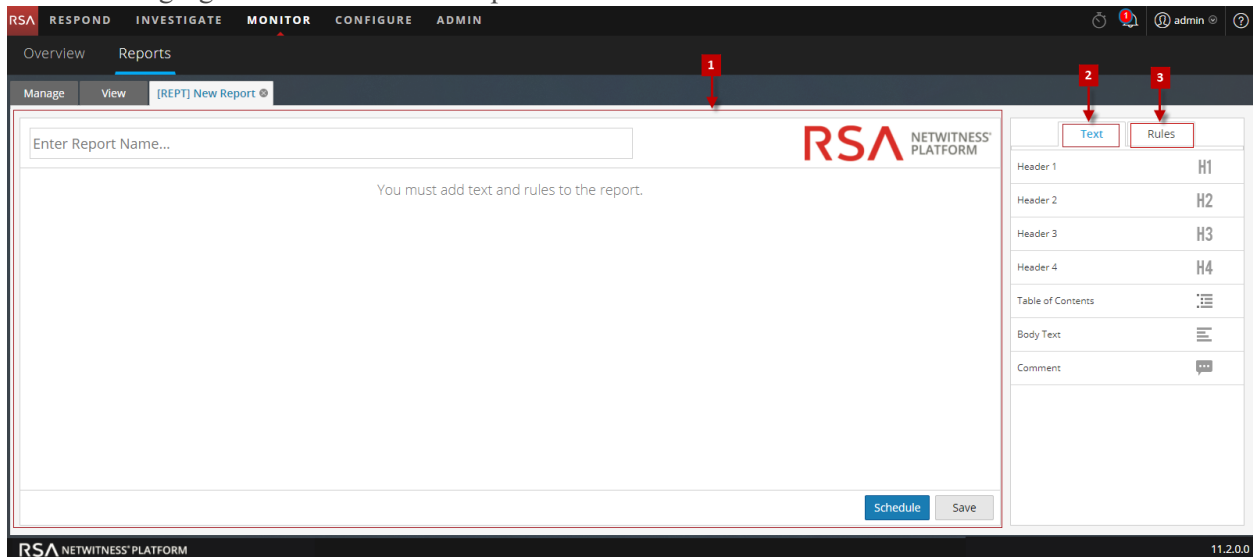 RSA RESPOND INVESTIGATE MONITOR CONFIGURE ADMIN 1 admin
Overview Reports
1
2 3
Manage View [REPT] New Report
Enter Report Name...
RSA NETWITNESS® PLATFORM
Text Rules
You must add text and rules to the report.
Header 1 H1
Header 2 H2
Header 3 H3
Header 4 H4
Table of Contents
Body Text
Comment
Schedule Save
RSA NETWITNESS® PLATFORM 11.2.0.0